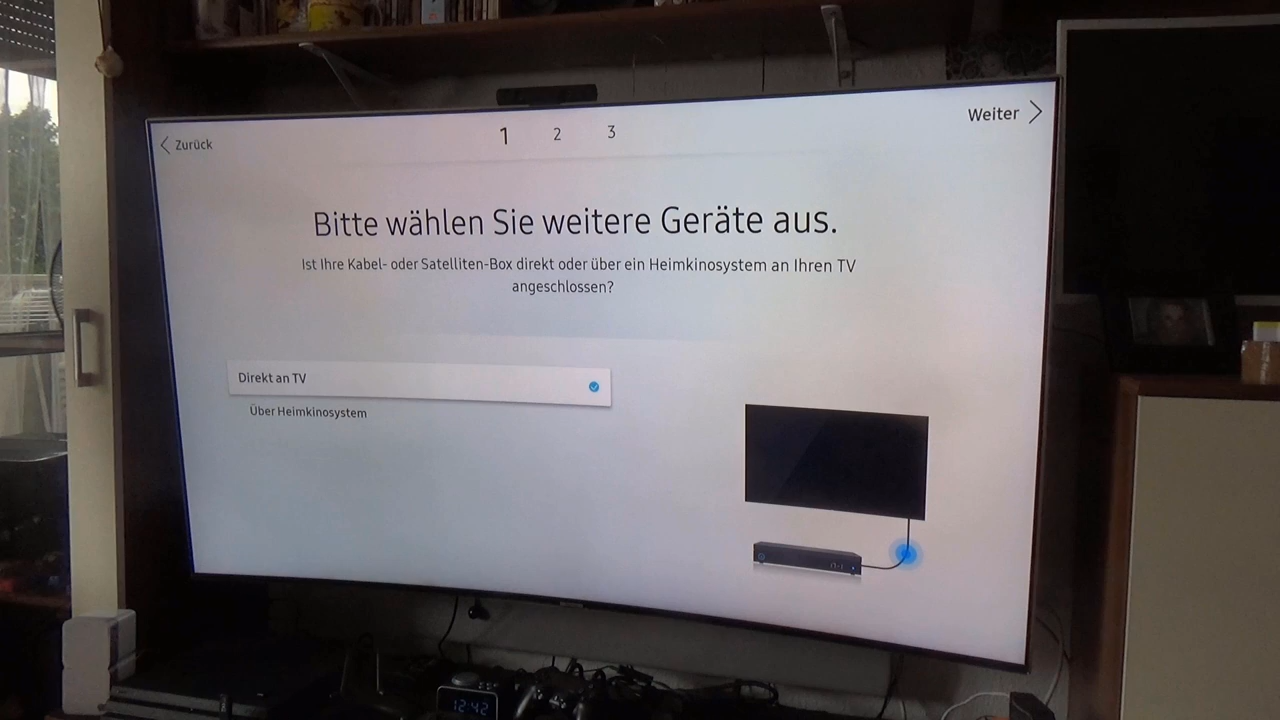 Zurück
1 2 3
Weiter
Bitte wählen Sie weitere Geräte aus.
Ist Ihre Kabel- oder Satelliten-Box direkt oder über ein Heimkinosystem an Ihren TV
angeschlossen?
Direkt an TV
Über Heimkinosystem
12:42